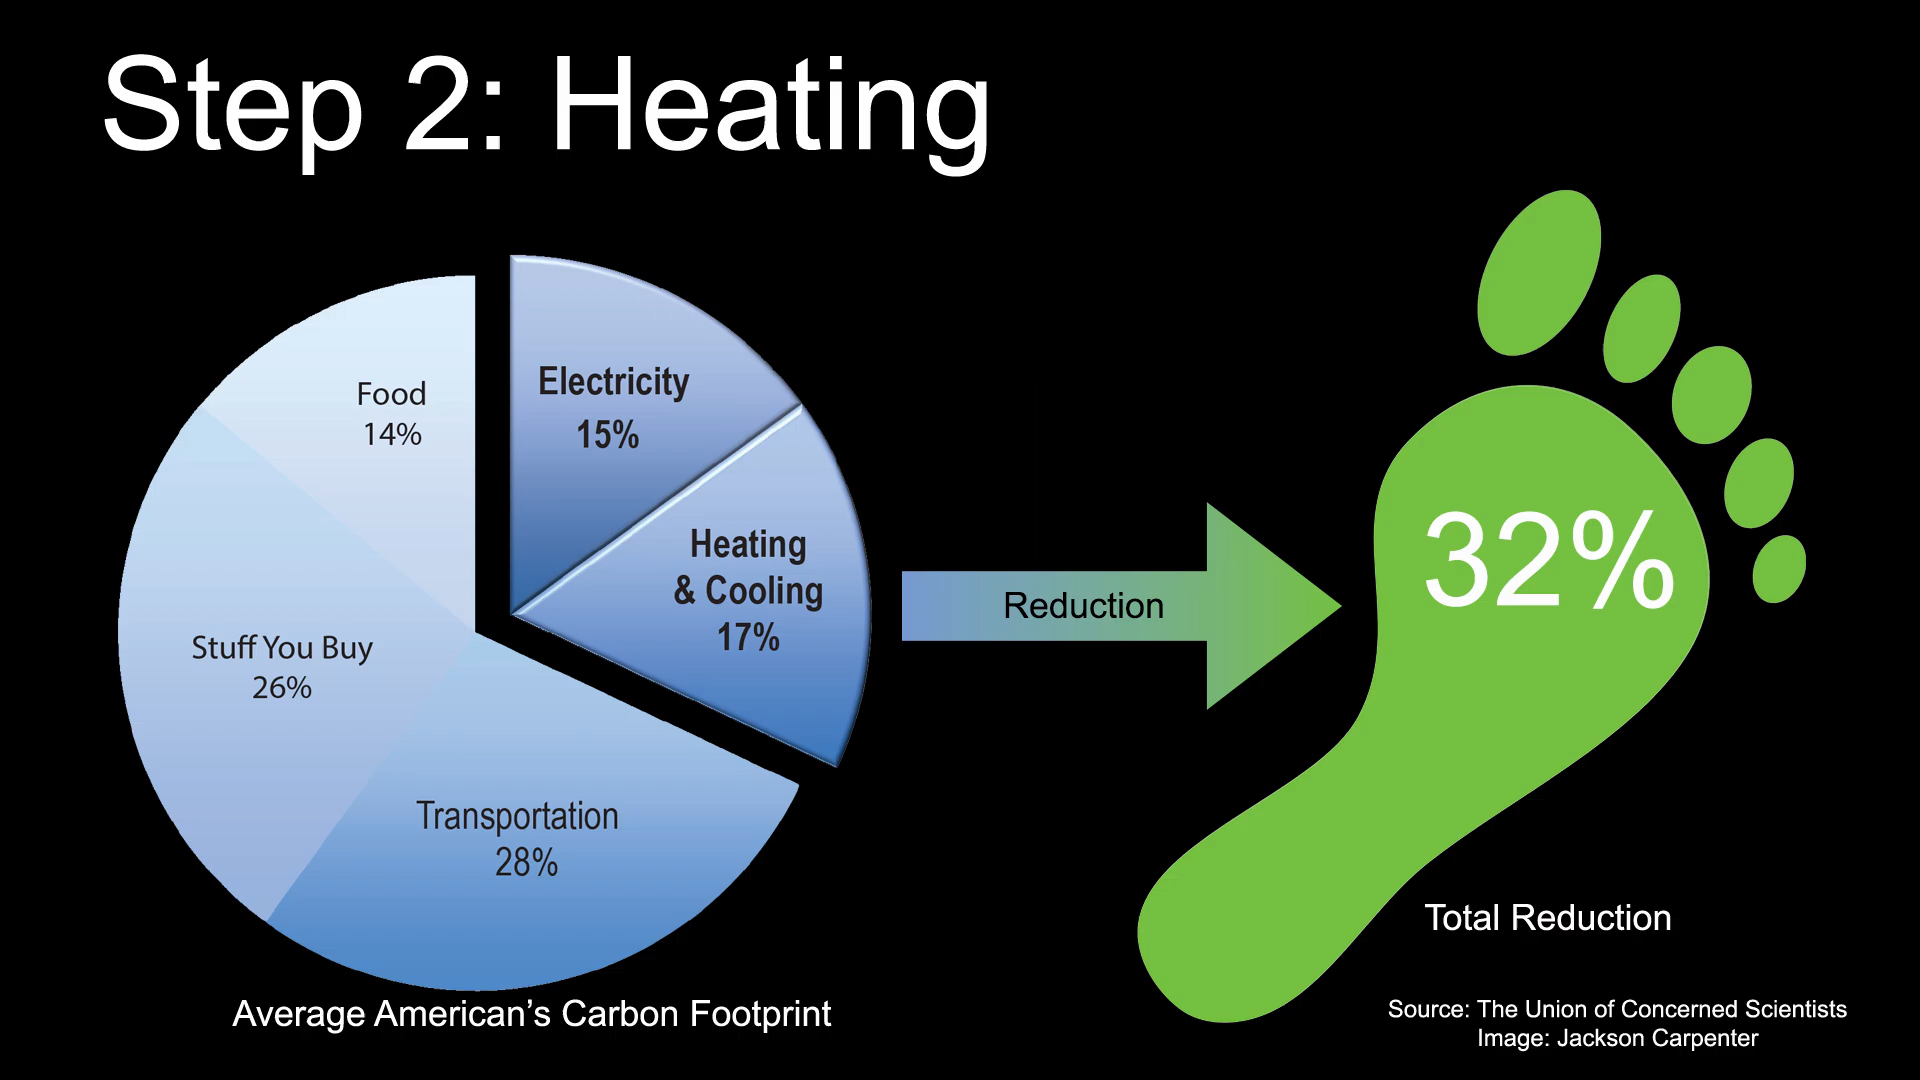 Step 2: Heating
Food
14%
Electricity
15%
Heating
& Cooling
17%
Stuff You Buy
26%
Transportation
28%
Average American’s Carbon Footprint
Reduction
32%
Total Reduction
Source: The Union of Concerned Scientists
Image: Jackson Carpenter